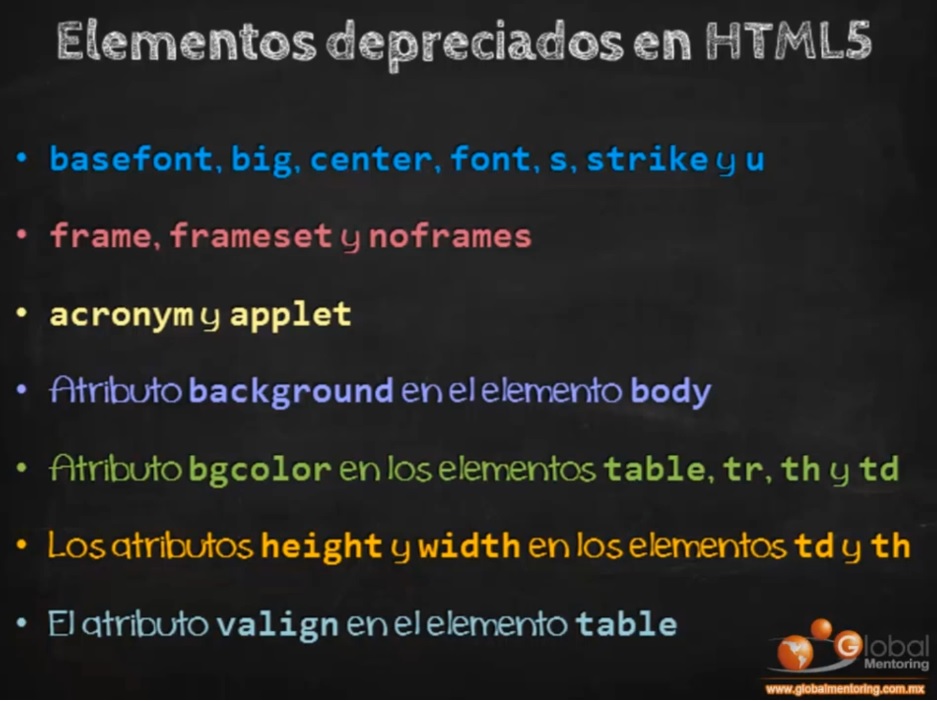 Elementos depreciados en HTML5
• basefont, big, center, font, s, strike y u
• frame, frameset y noframes
• acronym y applet
• Atributo background en el elemento body
• Atributo bgcolor en los elementos table, tr, th y td
• Los atributos height y width en los elementos td y th
• El atributo valign en el elemento table
Global
Mentoring
www.globalmentoring.com.mx